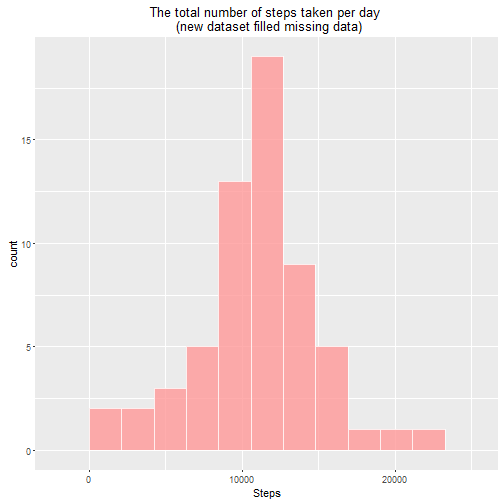 The total number of steps taken per day
(new dataset filled missing data)
15
10
5
0
count
0 10000 20000
Steps